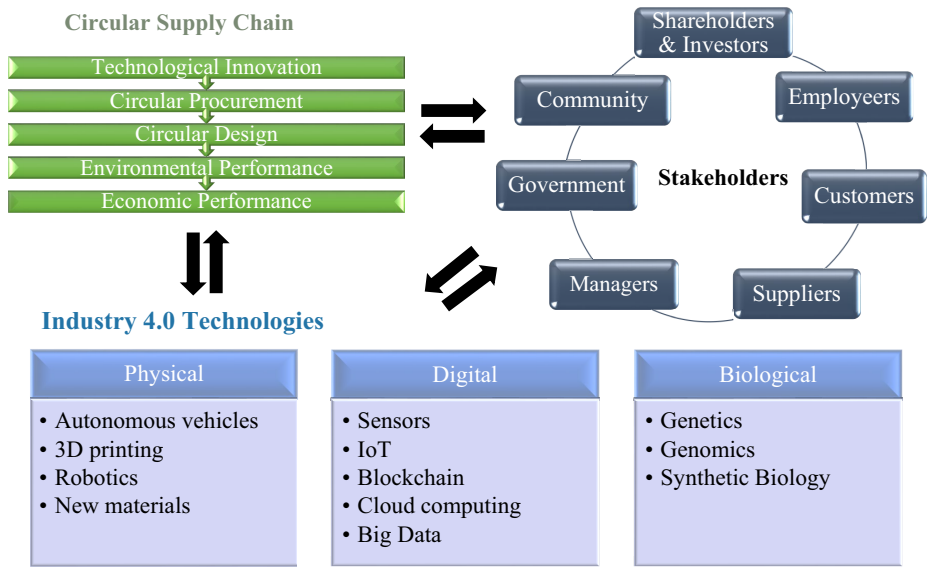 Circular Supply Chain
Technological Innovation
Circular Procurement
Circular Design
Environmental Performance
Economic Performance
Shareholders
& Investors
Community
Employeers
Government
Stakeholders
Customers
Managers
Suppliers
Industry 4.0 Technologies
Physical
• Autonomous vehicles
• 3D printing
• Robotics
• New materials
Digital
• Sensors
• IoT
• Blockchain
• Cloud computing
• Big Data
Biological
• Genetics
• Genomics
• Synthetic Biology